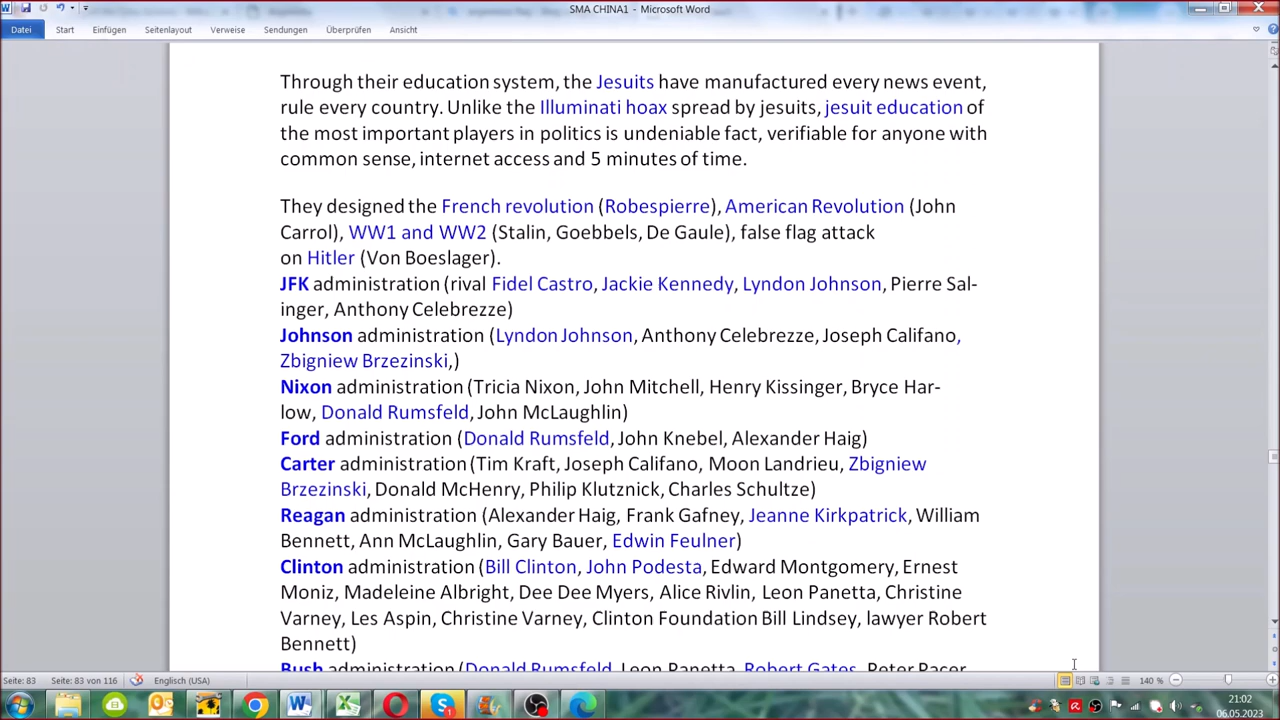 SMA CHINA1 - Microsoft Word
Datei Start Einfügen Seitenlayout Verweise Sendungen Überprüfen Ansicht
Through their education system, the Jesuits have manufactured every news event,
rule every country. Unlike the Illuminati hoax spread by jesuits, jesuit education of
the most important players in politics is undeniable fact, verifiable for anyone with
common sense, internet access and 5 minutes of time.
They designed the French revolution (Robespierre), American Revolution (John
Carrol), WW1 and WW2 (Stalin, Goebbels, De Gaule), false flag attack
on Hitler (Von Boeslager).
JFK administration (rival Fidel Castro, Jackie Kennedy, Lyndon Johnson, Pierre Sal-
inger, Anthony Celebrezze)
Johnson administration (Lyndon Johnson, Anthony Celebrezze, Joseph Califano,
Zbigniew Brzezinski,)
Nixon administration (Tricia Nixon, John Mitchell, Henry Kissinger, Bryce Har-
low, Donald Rumsfeld, John McLaughlin)
Ford administration (Donald Rumsfeld, John Knebel, Alexander Haig)
Carter administration (Tim Kraft, Joseph Califano, Moon Landrieu, Zbigniew
Brzezinski, Donald McHenry, Philip Klutznick, Charles Schultze)
Reagan administration (Alexander Haig, Frank Gafney, Jeanne Kirkpatrick, William
Bennett, Ann McLaughlin, Gary Bauer, Edwin Feulner)
Clinton administration (Bill Clinton, John Podesta, Edward Montgomery, Ernest
Moniz, Madeleine Albright, Dee Dee Myers, Alice Rivlin, Leon Panetta, Christine
Varney, Les Aspin, Christine Varney, Clinton Foundation Bill Lindsey, lawyer Robert
Bennett)
Bush administration (Donald Rumsfeld, Leon Panetta, Robert Gates, Peter Pacer
Seite: 83 Seite: 83 von 116 Englisch (USA) 140 %
21:02
06.05.2023